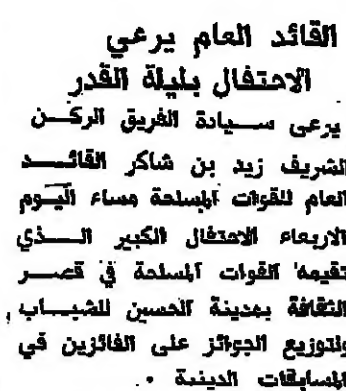 القائد العام يرعي
الاحتفال بليلة القدر
يرعى سيادة الفريق الركن
الشريف زيد بن شاكر القائد
العام للقوات المسلحة مساء اليوم
الاربعاء الاحتفال الكبير الذي
تقيمه القوات المسلحة في قصر
الثقافة بمدينة الحسين للشباب ,
ولتوزيع الجوائز على الفائزين في
المسابقات الدينية .